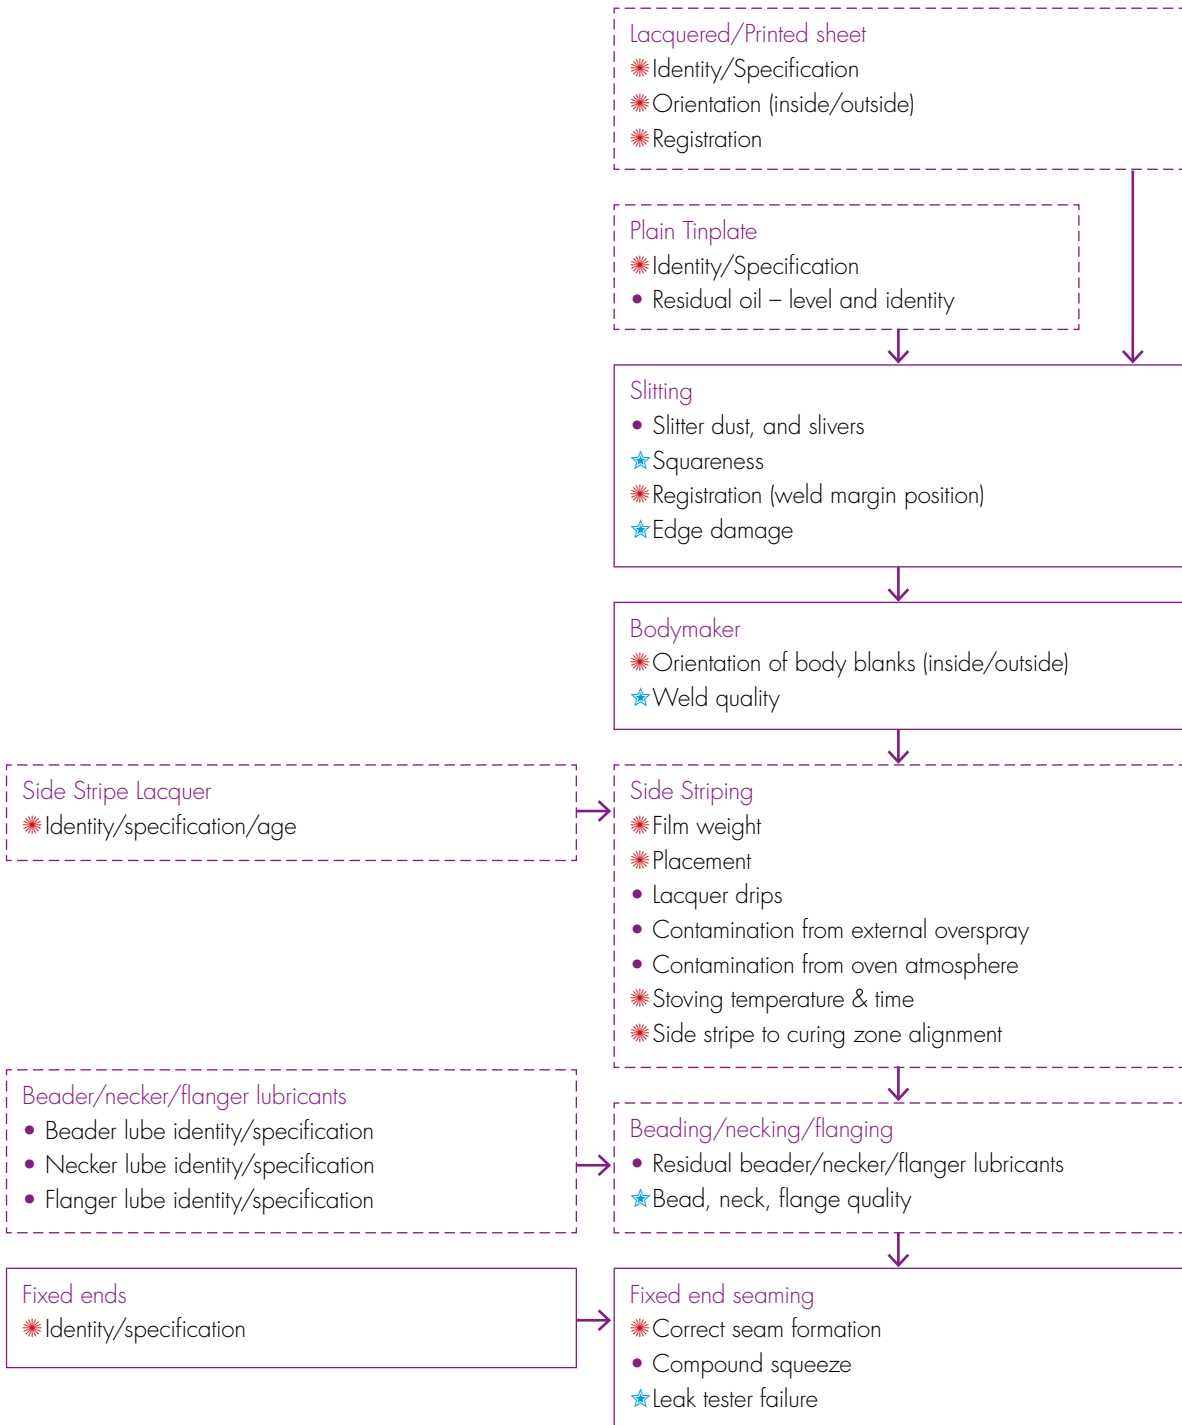 Lacquered/Printed sheet
Identity/Specification
Orientation (inside/outside)
Registration
Plain Tinplate
Identity/Specification
• Residual oil – level and identity
Slitting
• Slitter dust, and slivers
Squareness
Registration (weld margin position)
Edge damage
Bodymaker
Orientation of body blanks (inside/outside)
Weld quality
Side Stripe Lacquer
Identity/specification/age
Side Striping
Film weight
Placement
• Lacquer drips
• Contamination from external overspray
• Contamination from oven atmosphere
Stoving temperature & time
Side stripe to curing zone alignment
Beader/necker/flanger lubricants
• Beader lube identity/specification
• Necker lube identity/specification
• Flanger lube identity/specification
Beading/necking/flanging
• Residual beader/necker/flanger lubricants
Bead, neck, flange quality
Fixed ends
Identity/specification
Fixed end seaming
Correct seam formation
• Compound squeeze
Leak tester failure